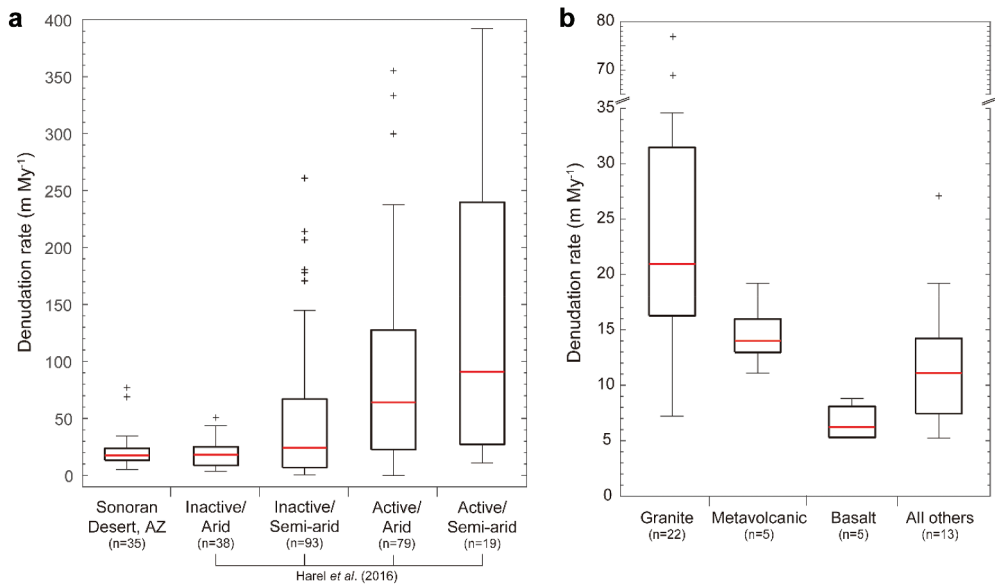 a
400
350
300
250
200
150
100
50
0
Denudation rate (m My⁻¹)
Sonoran Desert, AZ (n=35)
Inactive/ Arid (n=38)
Inactive/ Semi-arid (n=93)
Active/ Arid (n=79)
Active/ Semi-arid (n=19)
Harel et al. (2016)
b
80
70
35
30
25
20
15
10
5
0
Denudation rate (m My⁻¹)
Granite (n=22)
Metavolcanic (n=5)
Basalt (n=5)
All others (n=13)